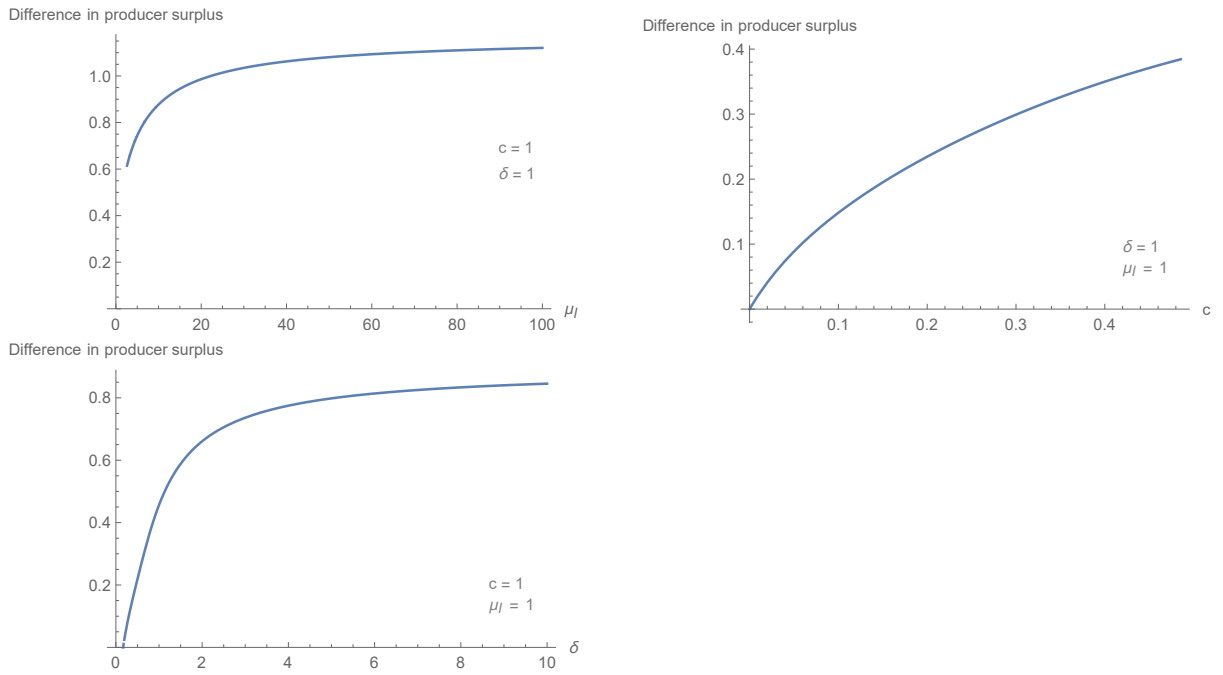 Difference in producer surplus
1.0
0.8
0.6
0.4
0.2
0 20 40 60 80 100
μI
c = 1
δ = 1
Difference in producer surplus
0.4
0.3
0.2
0.1
0.1 0.2 0.3 0.4
c
δ = 1
μI = 1
Difference in producer surplus
0.8
0.6
0.4
0.2
0 2 4 6 8 10
δ
c = 1
μI = 1